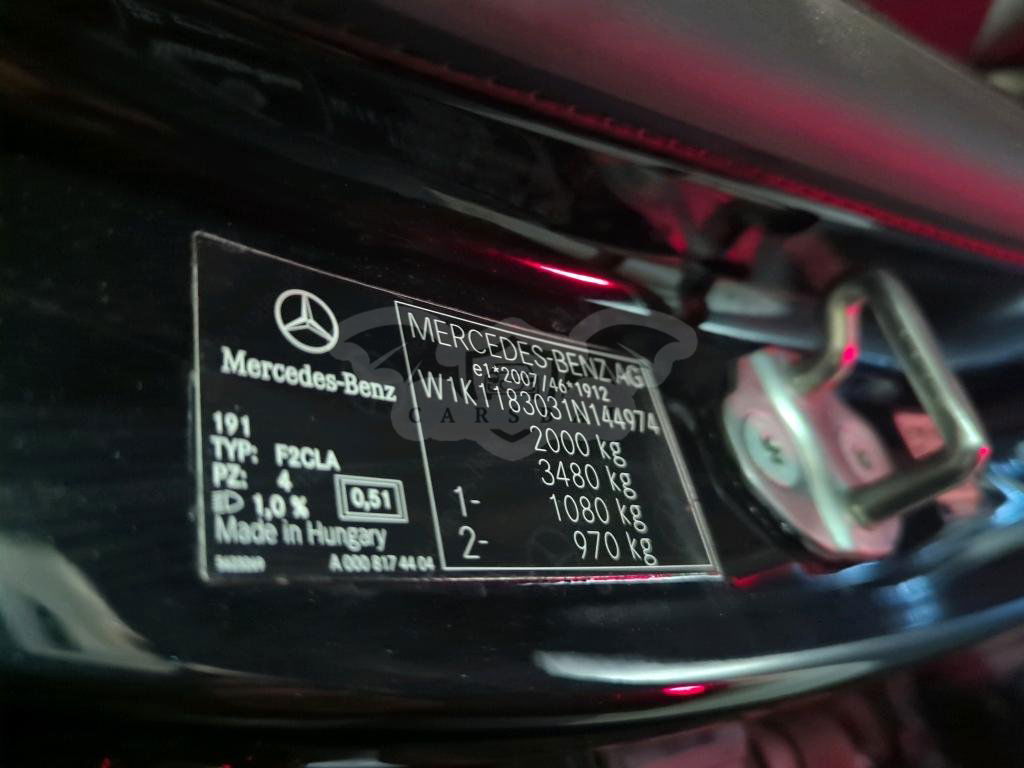 Mercedes-Benz
191
TYP: F2CLA
PZ: 4
1,0 %
0,51
Made in Hungary
A 000 817 44 04
MERCEDES-BENZ AG
e1*2007/46*1912
W1K1183031N144974
2000 kg
3480 kg
1- 1080 kg
2- 970 kg
CARS